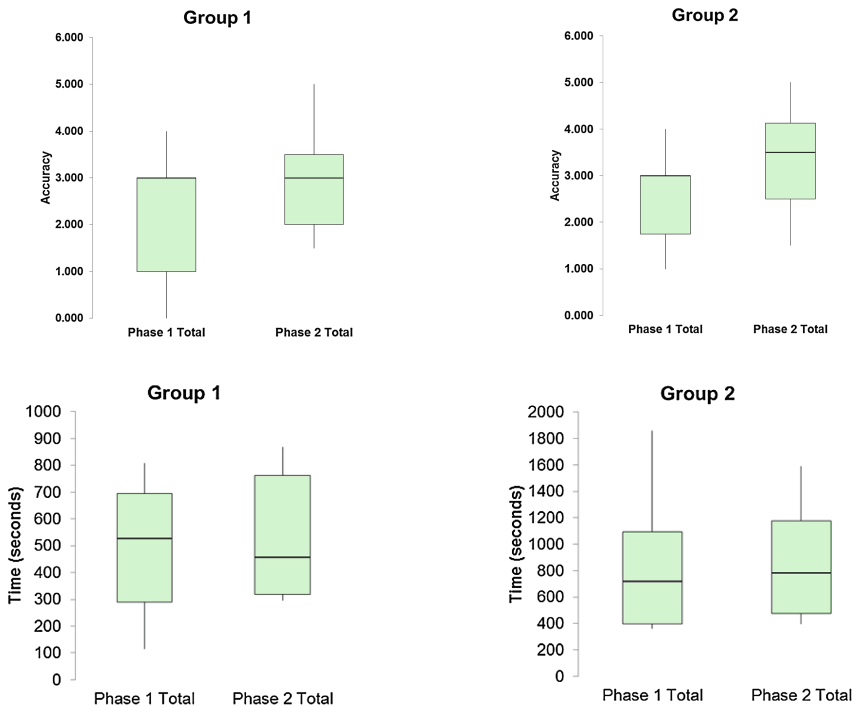 Group 1
6.000
5.000
4.000
3.000
2.000
1.000
0.000
Accuracy
Phase 1 Total
Phase 2 Total
Group 2
6.000
5.000
4.000
3.000
2.000
1.000
0.000
Accuracy
Phase 1 Total
Phase 2 Total
Group 1
1000
900
800
700
600
500
400
300
200
100
0
Time (seconds)
Phase 1 Total
Phase 2 Total
Group 2
2000
1800
1600
1400
1200
1000
800
600
400
200
0
Time (seconds)
Phase 1 Total
Phase 2 Total